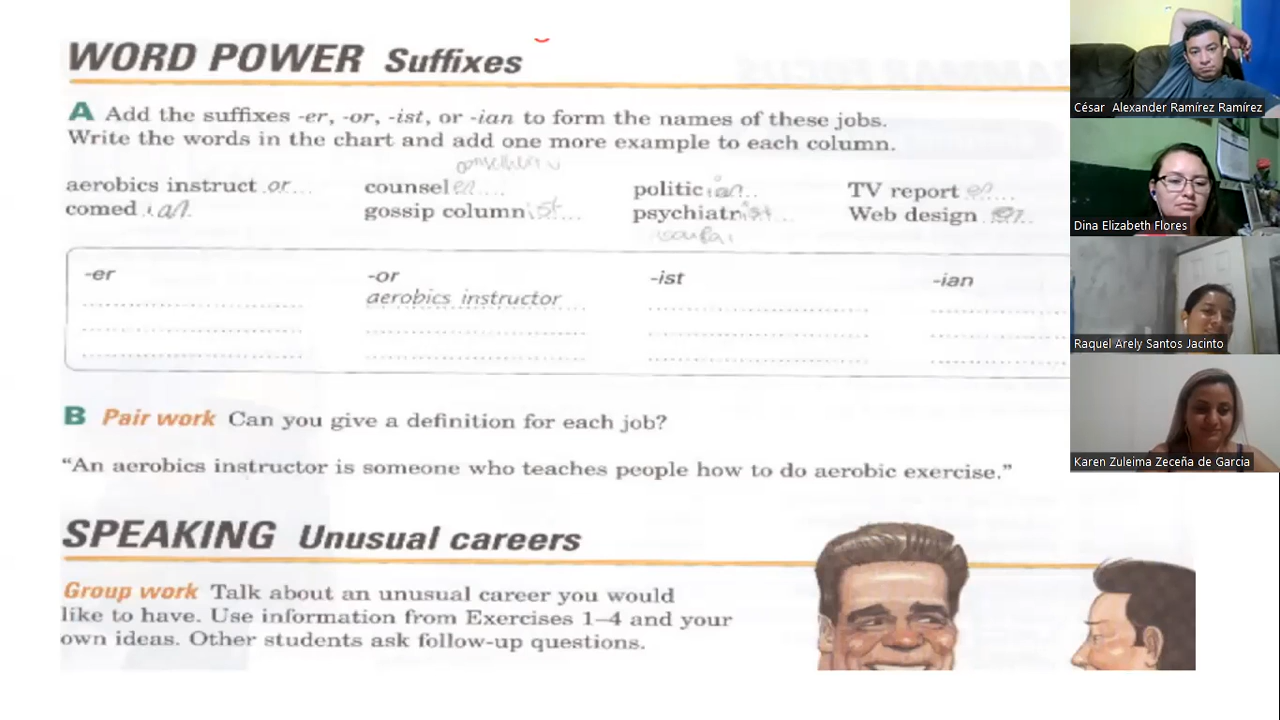 WORD POWER Suffixes
A Add the suffixes -er, -or, -ist, or -ian to form the names of these jobs.
Write the words in the chart and add one more example to each column.
aerobics instruct or... counsel er.... politic ian.. TV report er.....
comed ian. gossip column ist... psychiatr ist... Web design er...
-er -or -ist -ian
aerobics instructor
B Pair work Can you give a definition for each job?
“An aerobics instructor is someone who teaches people how to do aerobic exercise.”
SPEAKING Unusual careers
Group work Talk about an unusual career you would
like to have. Use information from Exercises 1–4 and your
own ideas. Other students ask follow-up questions.
César Alexander Ramírez Ramírez
Dina Elizabeth Flores
Raquel Arely Santos Jacinto
Karen Zuleima Zeceña de Garcia